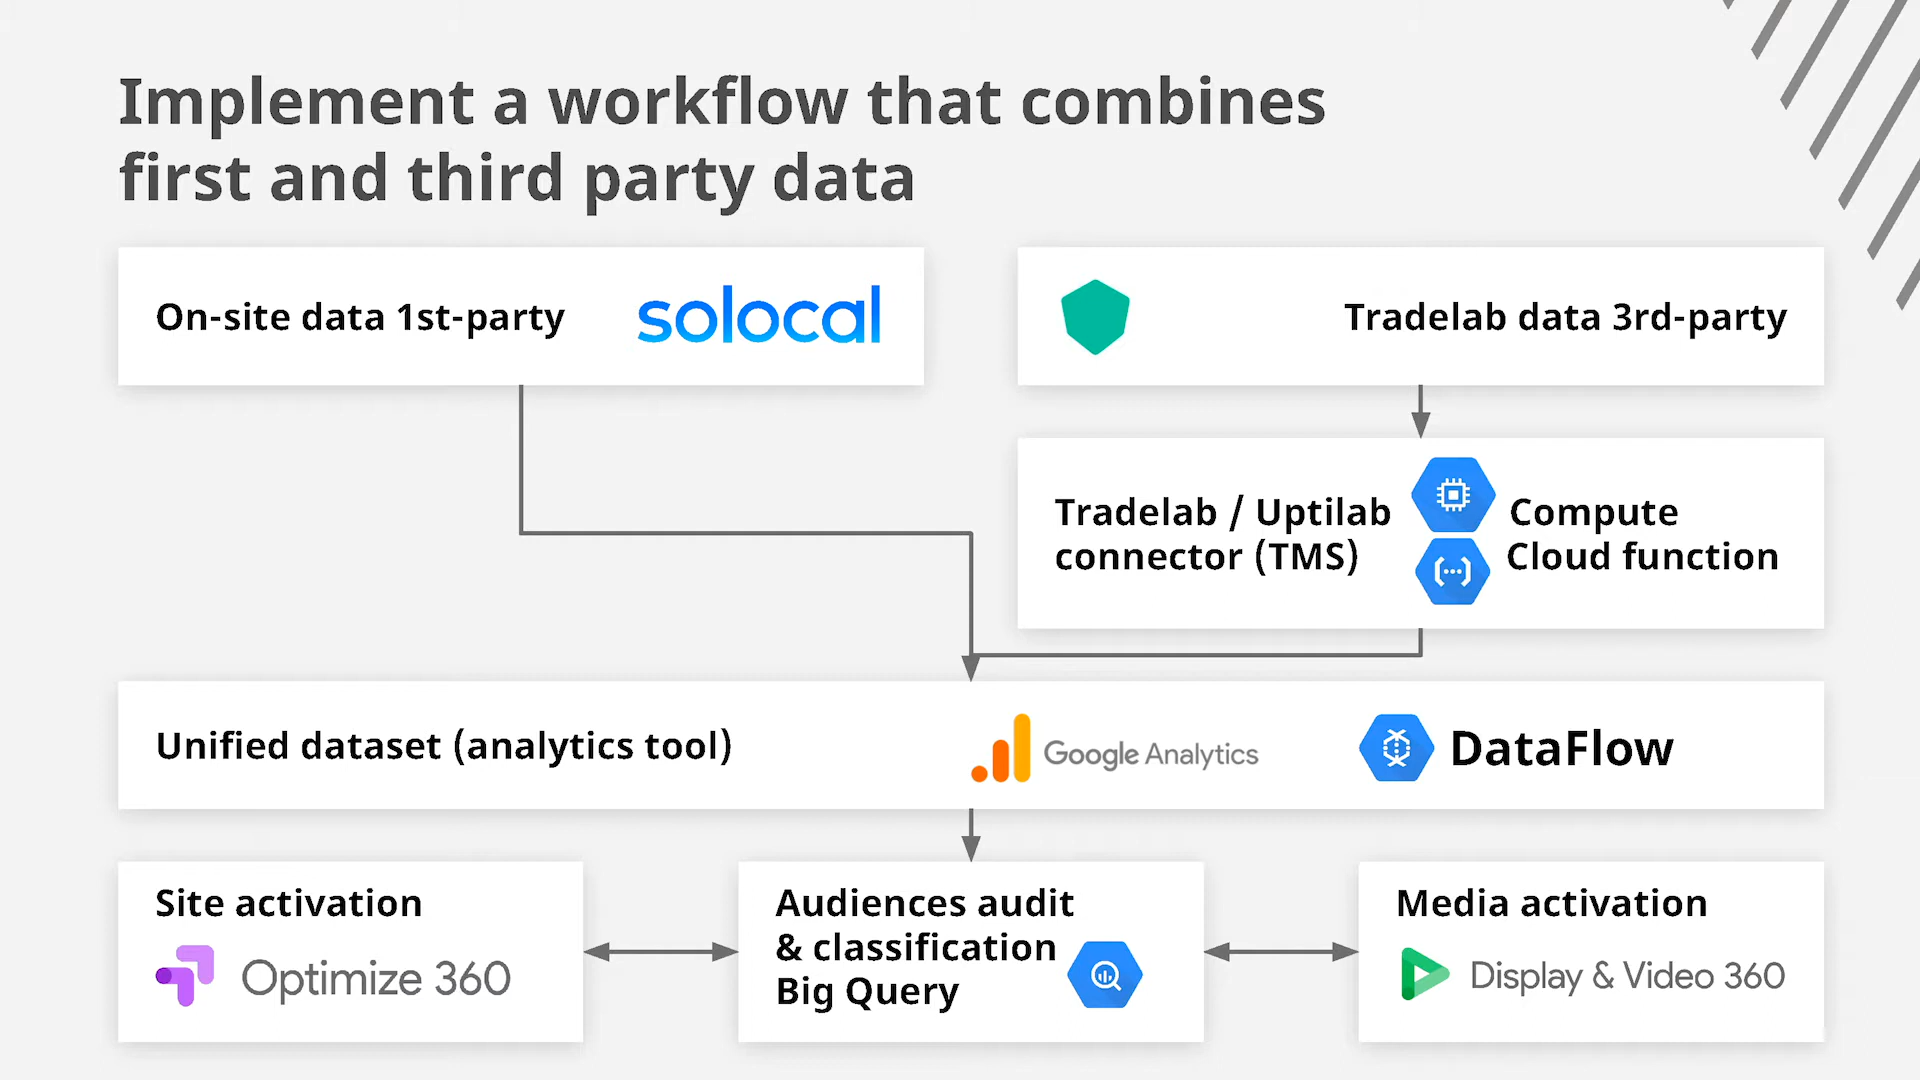 Implement a workflow that combines
first and third party data
On-site data 1st-party
solocal
Tradelab data 3rd-party
Tradelab / Uptilab
connector (TMS)
Compute
Cloud function
Unified dataset (analytics tool)
Google Analytics
DataFlow
Site activation
Optimize 360
Audiences audit
& classification
Big Query
Media activation
Display & Video 360